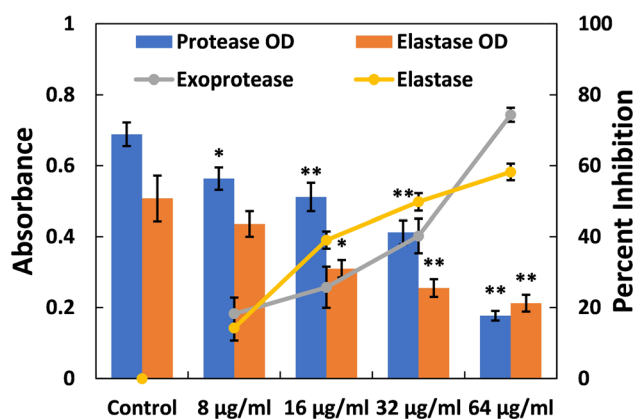 1 100
Protease OD Elastase OD
0.8 80
Exoprotease Elastase
* **
0.6 60
**
0.4 40
* **
0.2 20
** **
0 0
Control 8 µg/ml 16 µg/ml 32 µg/ml 64 µg/ml
Absorbance
Percent Inibition